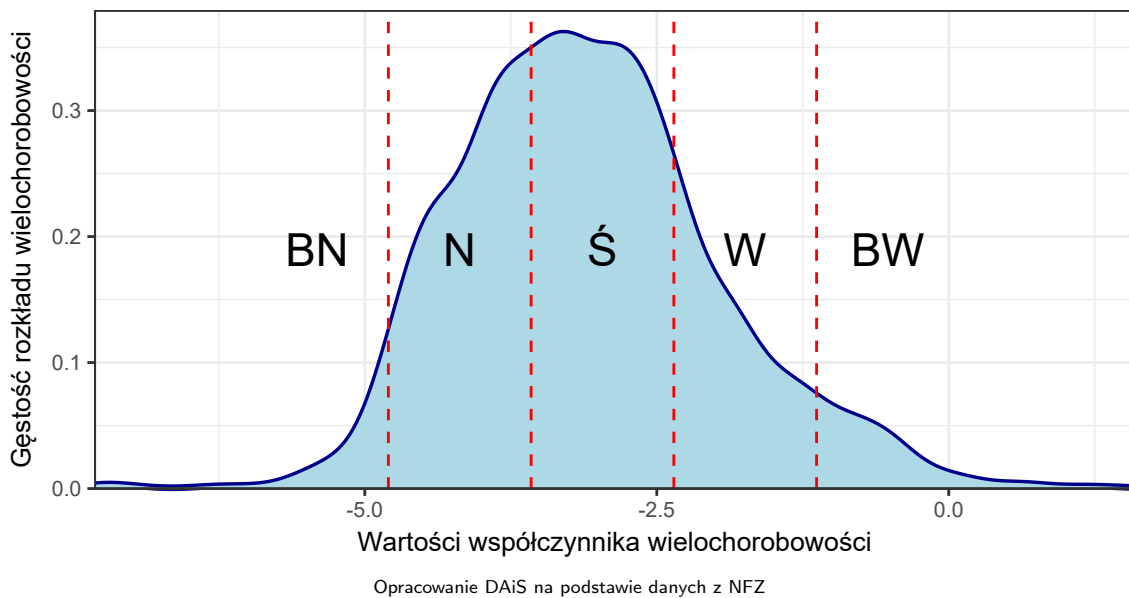 Gęstość rozkładu wielochorobowości
0.3
0.2
0.1
0.0
BN
N
Ś
W
BW
-5.0
-2.5
0.0
Wartości współczynnika wielochorobowości
Opracowanie DAiS na podstawie danych z NFZ